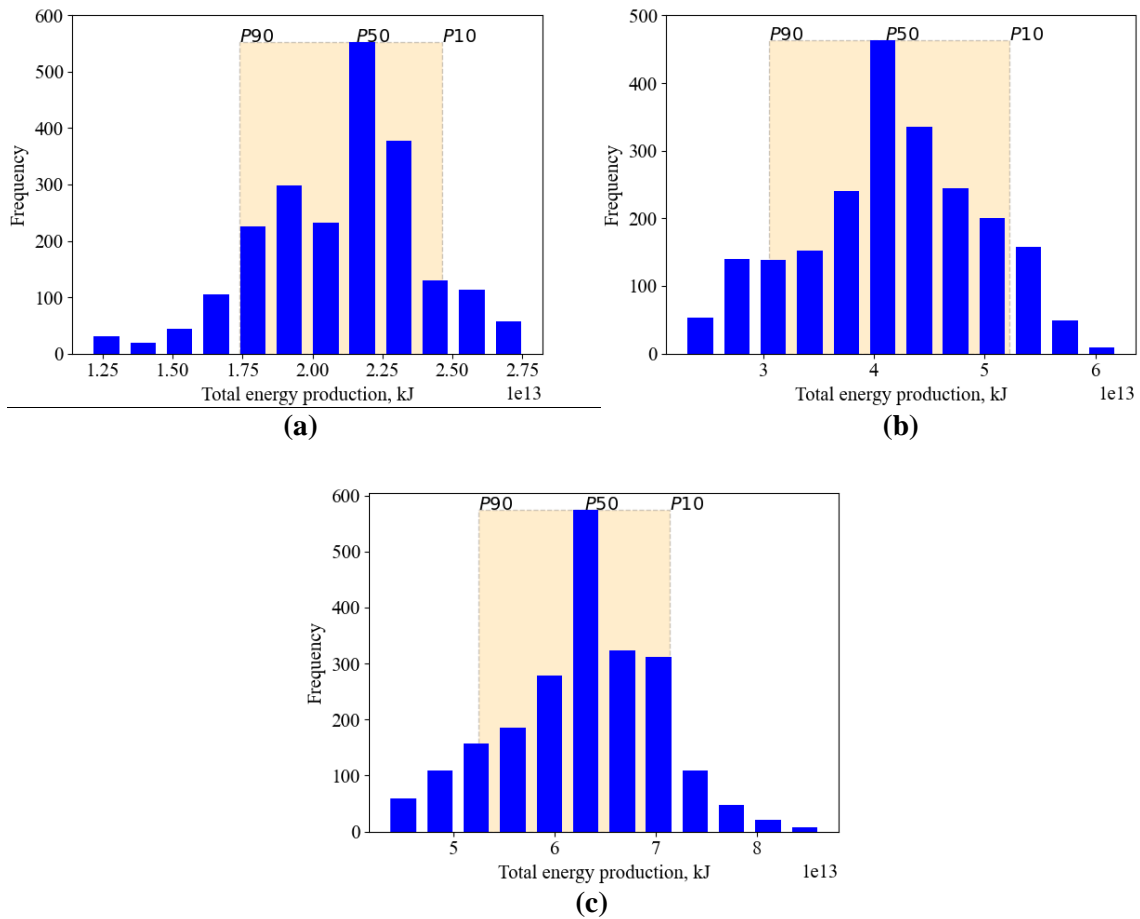 600
500
400
300
200
100
0
Frequency
P90 P50 P10
1.25 1.50 1.75 2.00 2.25 2.50 2.75
Total energy production, kJ
1e13
(a)
500
400
300
200
100
0
Frequency
P90 P50 P10
3 4 5 6
Total energy production, kJ
1e13
(b)
600
500
400
300
200
100
0
Frequency
P90 P50 P10
5 6 7 8
Total energy production, kJ
1e13
(c)